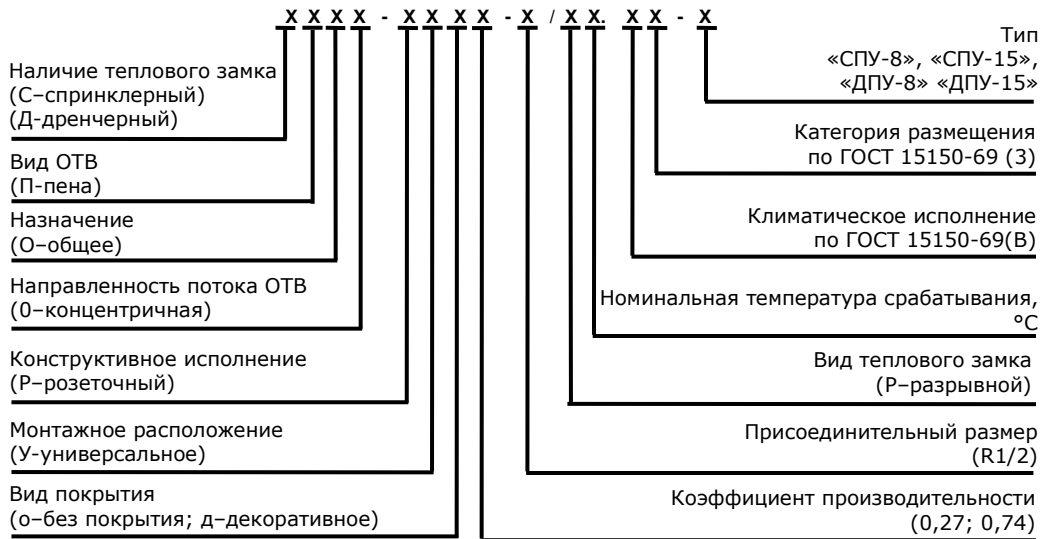 X X X X - X X X X - X / X X. X X - X
Наличие теплового замка
(С–спринклерный)
(Д-дренчерный)
Вид ОТВ
(П-пена)
Назначение
(О–общее)
Направленность потока ОТВ
(0–концентричная)
Конструктивное исполнение
(Р–розеточный)
Монтажное расположение
(У-универсальное)
Вид покрытия
(о–без покрытия; д–декоративное)
Тип
«СПУ-8», «СПУ-15»,
«ДПУ-8» «ДПУ-15»
Категория размещения
по ГОСТ 15150-69 (3)
Климатическое исполнение
по ГОСТ 15150-69(В)
Номинальная температура срабатывания,
°С
Вид теплового замка
(Р–разрывной)
Присоединительный размер
(R1/2)
Коэффициент производительности
(0,27; 0,74)